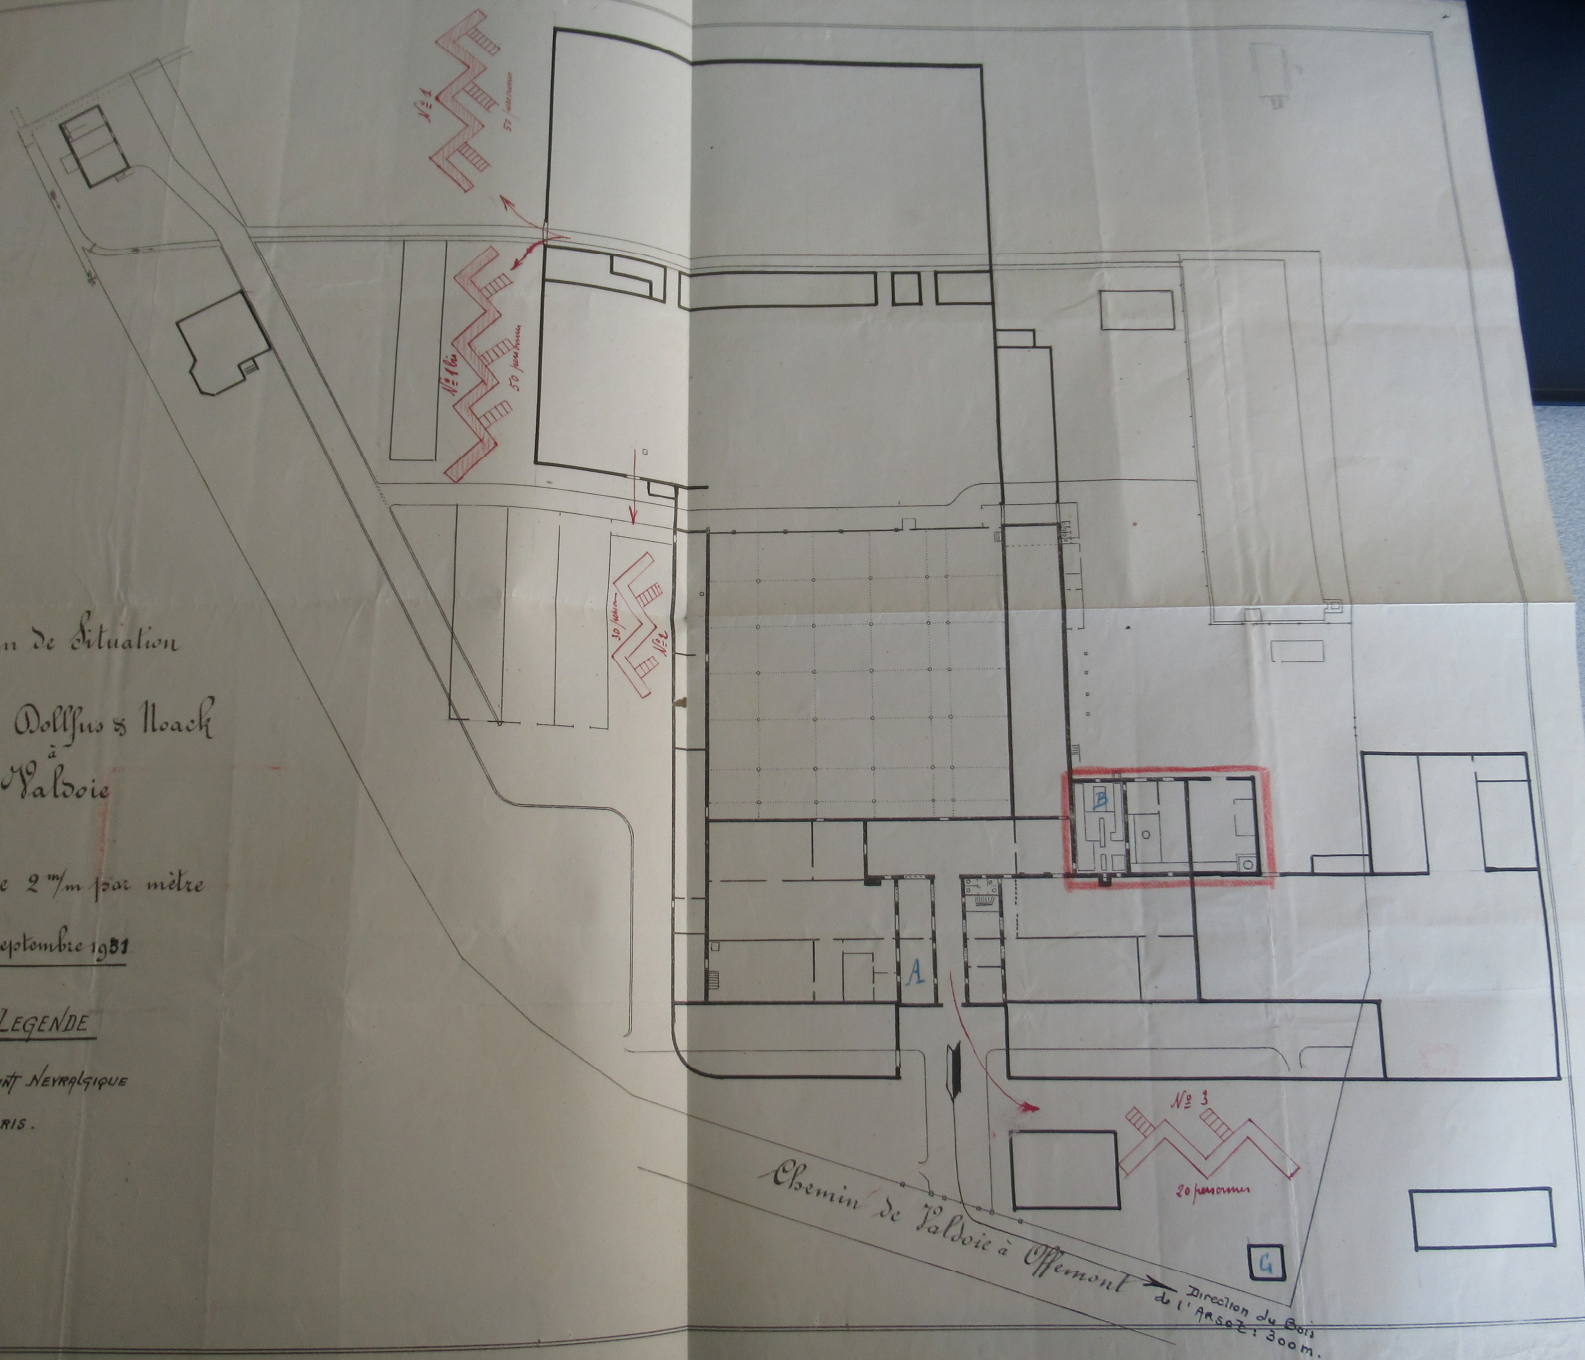 n de Situation
Dollfus & Noack
à
Valdoie
e 2 m/m par mètre
eptembre 1931
LEGENDE
NT NEVRALGIQUE
RIS.
N° 1
50 personnes
N° 1 bis
50 personnes
30 personnes
N° 2
B
A
N° 3
20 personnes
G
Chemin de Valdoie à Offemont
Direction du Bois
de l'ARSOT: 300m.